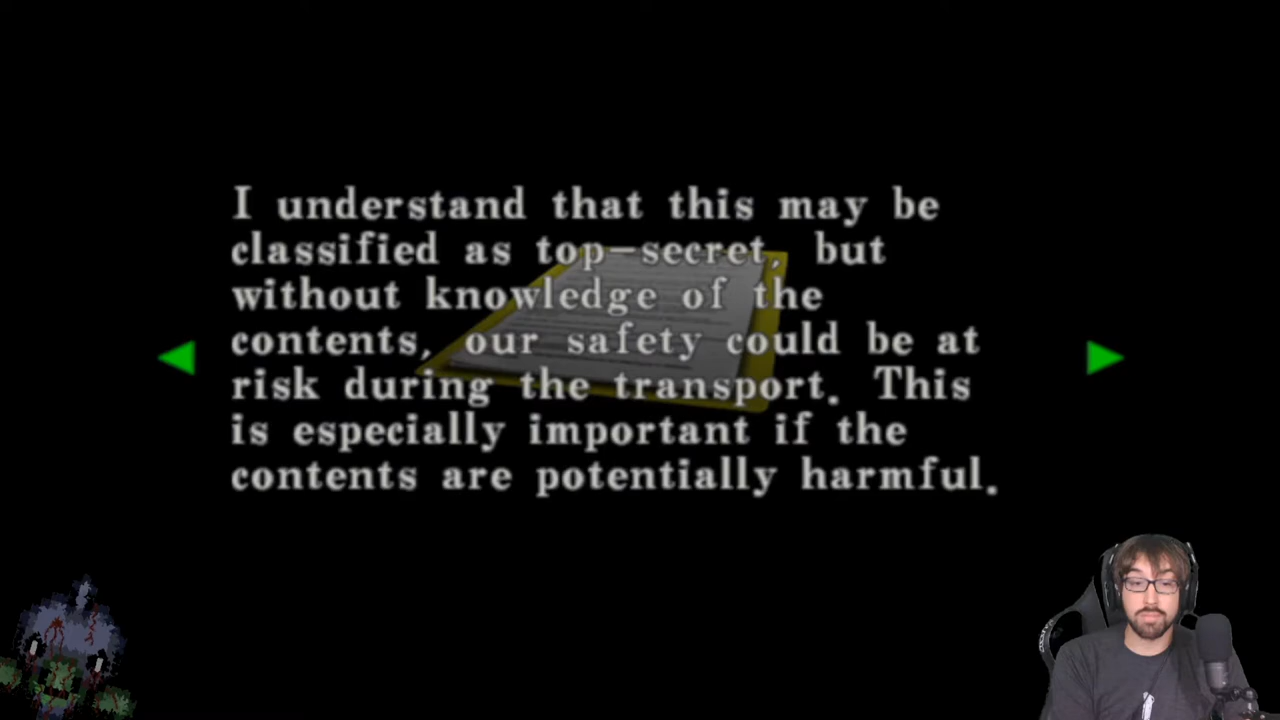 I understand that this may be
classified as top-secret, but
without knowledge of the
contents, our safety could be at
risk during the transport. This
is especially important if the
contents are potentially harmful.